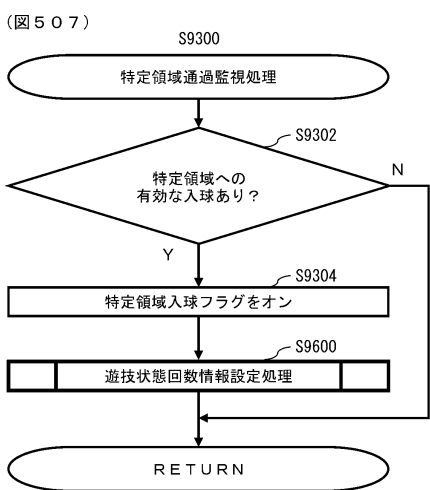 (図507)
S9300
特定領域通過監視処理
S9302
特定領域への
有効な入球あり?
N
Y
S9304
特定領域入球フラグをオン
S9600
遊技状態回数情報設定処理
RETURN